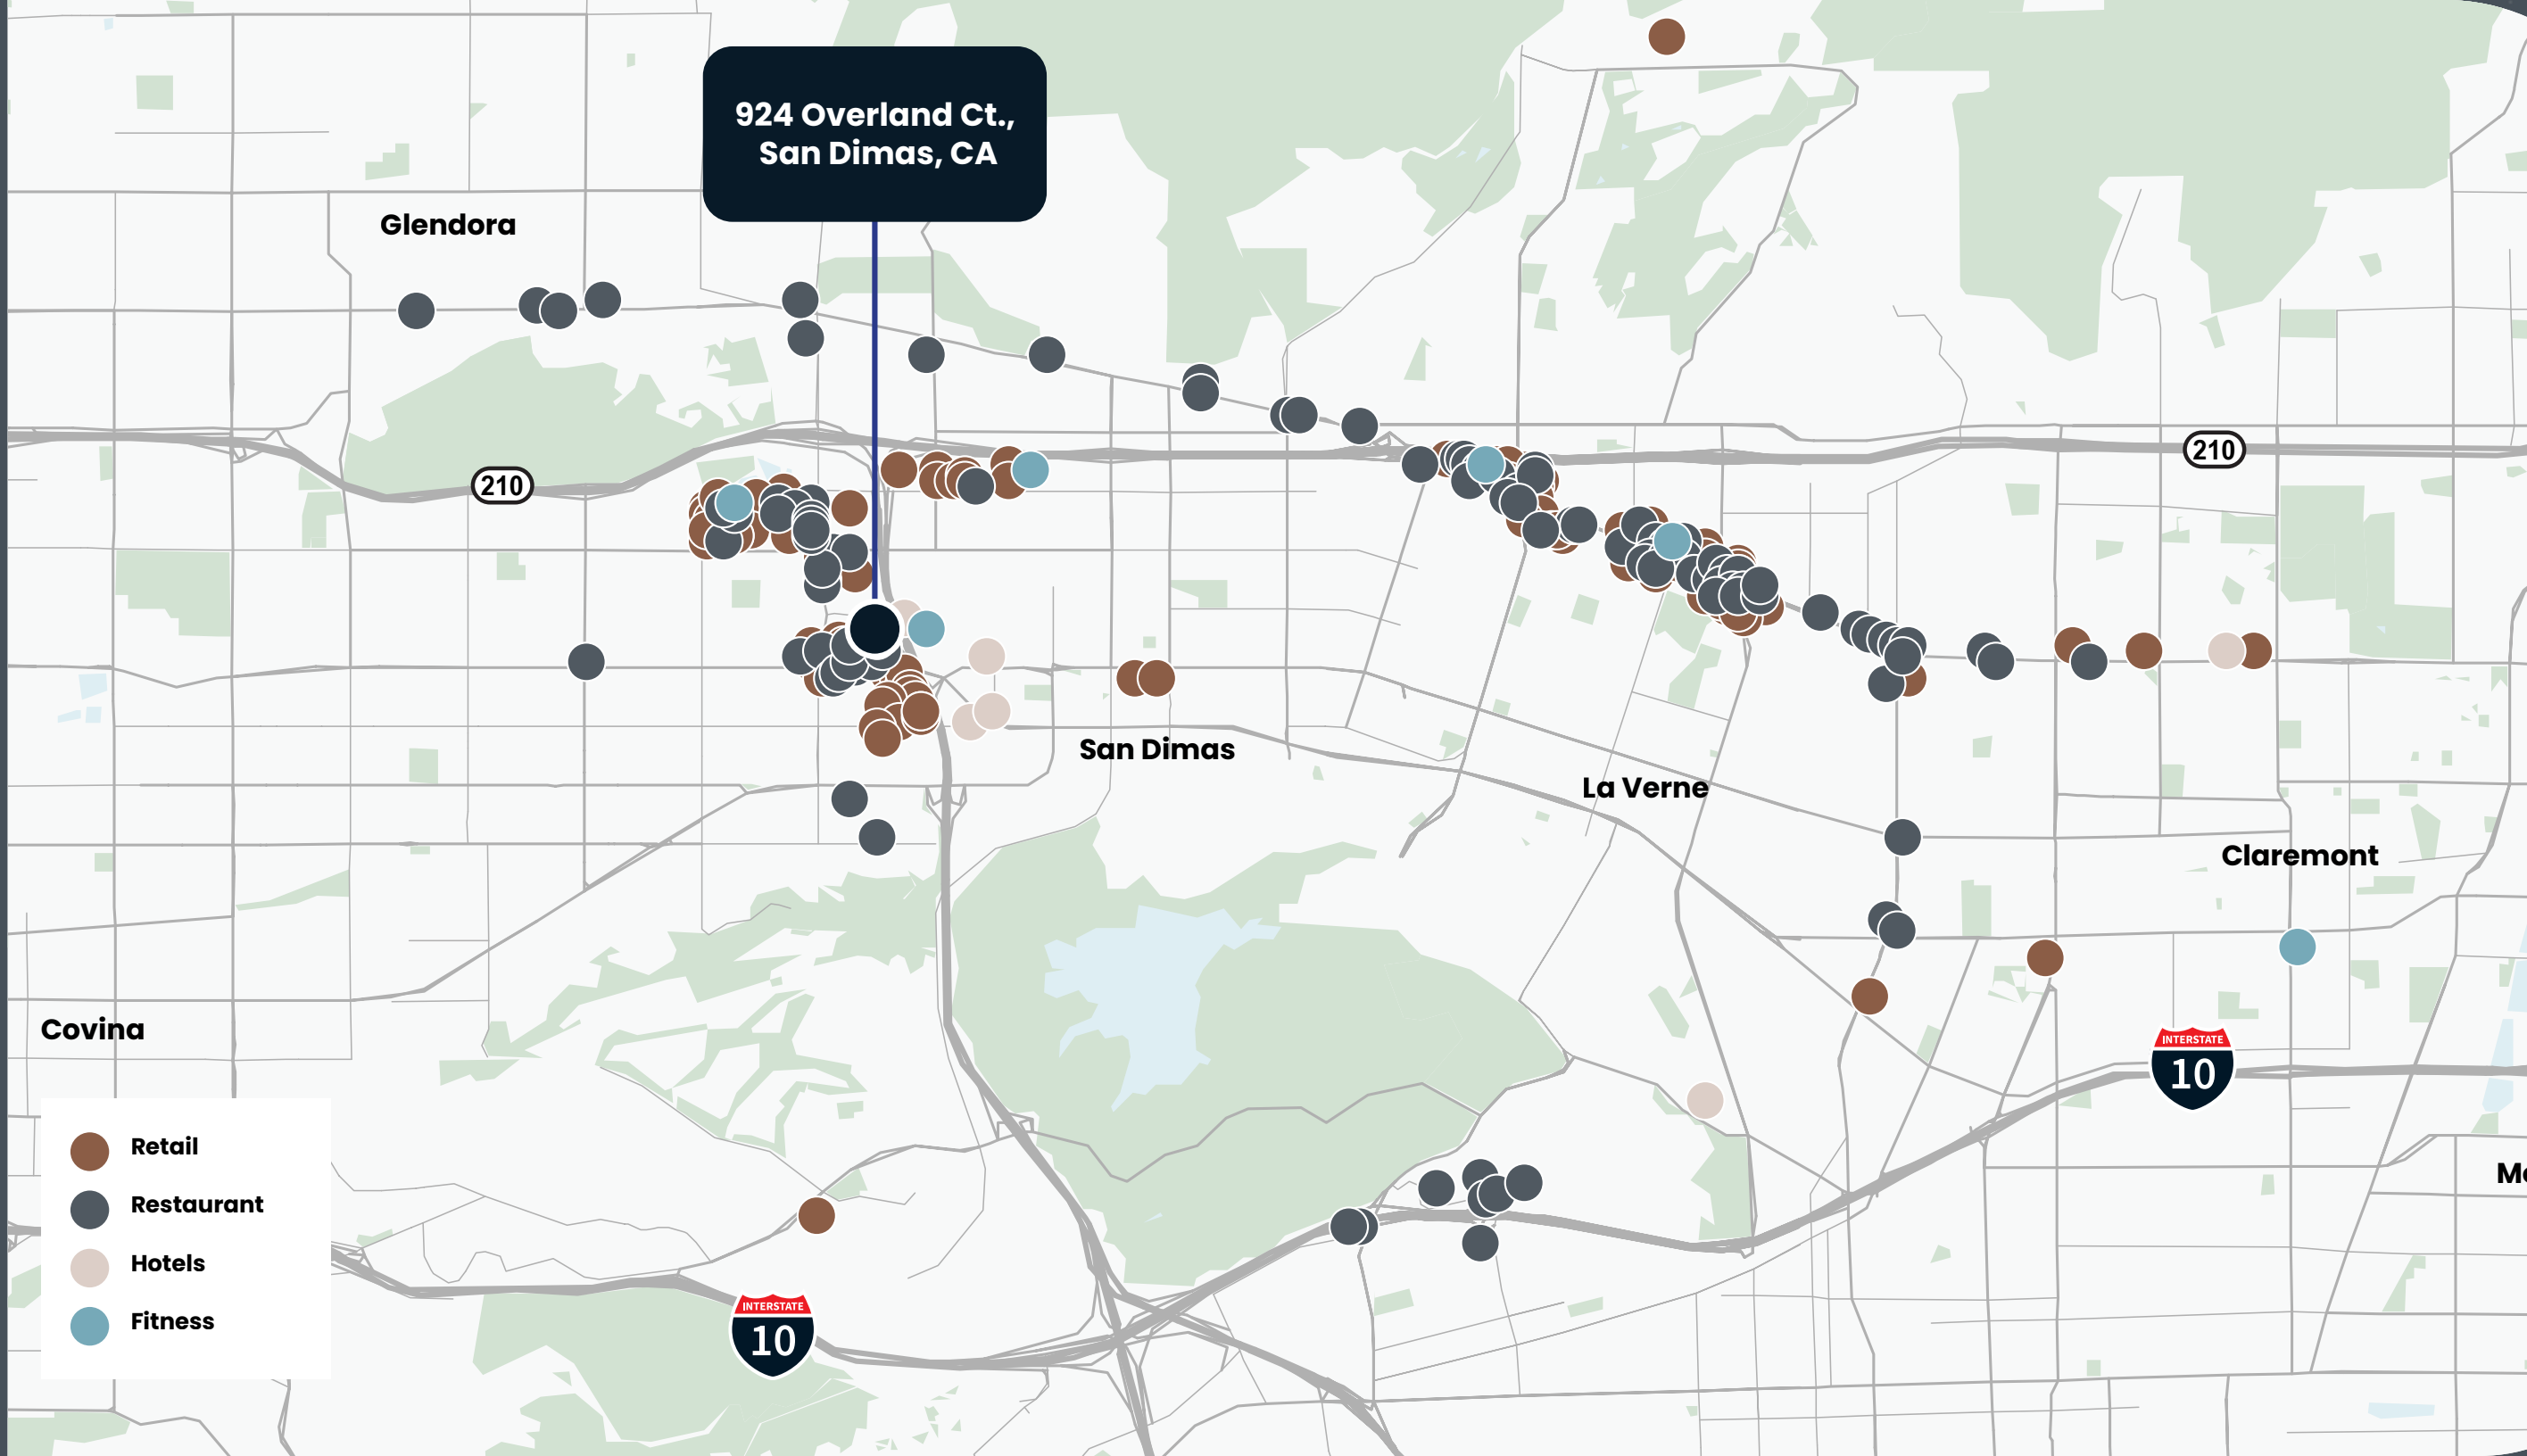 924 Overland Ct.,
San Dimas, CA
Glendora
210
210
San Dimas
La Verne
Claremont
Covina
INTERSTATE
10
Retail
Restaurant
Hotels
Fitness
INTERSTATE
10